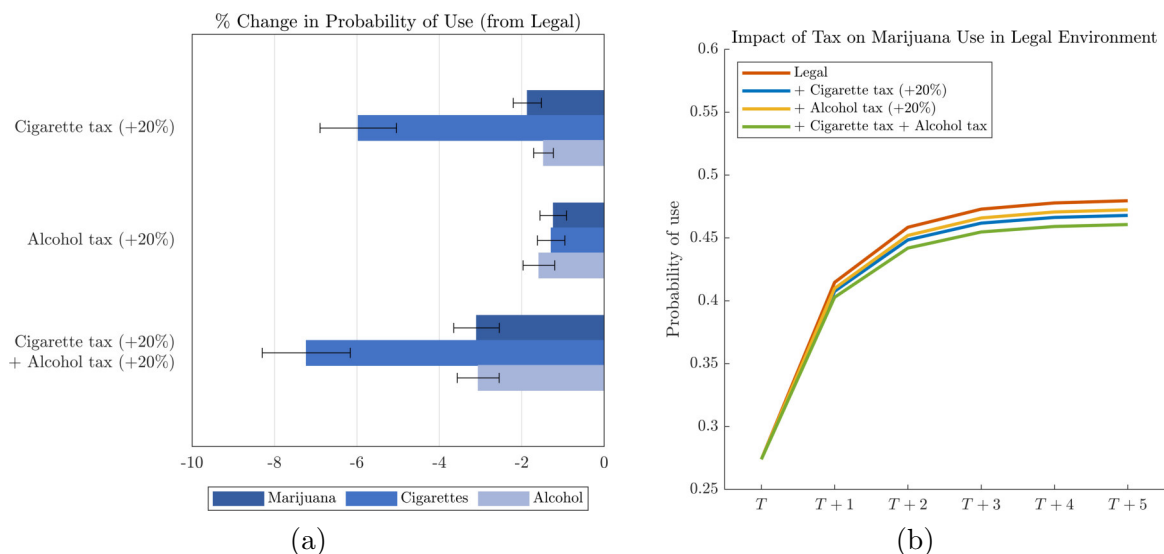 % Change in Probability of Use (from Legal)
Cigarette tax (+20%)
Alcohol tax (+20%)
Cigarette tax (+20%)
+ Alcohol tax (+20%)
-10
-8
-6
-4
-2
0
Marijuana
Cigarettes
Alcohol
(a)
Impact of Tax on Marijuana Use in Legal Environment
Legal
+ Cigarette tax (+20%)
+ Alcohol tax (+20%)
+ Cigarette tax + Alcohol tax
Probability of use
0.6
0.55
0.5
0.45
0.4
0.35
0.3
0.25
T
T + 1
T + 2
T + 3
T + 4
T + 5
(b)